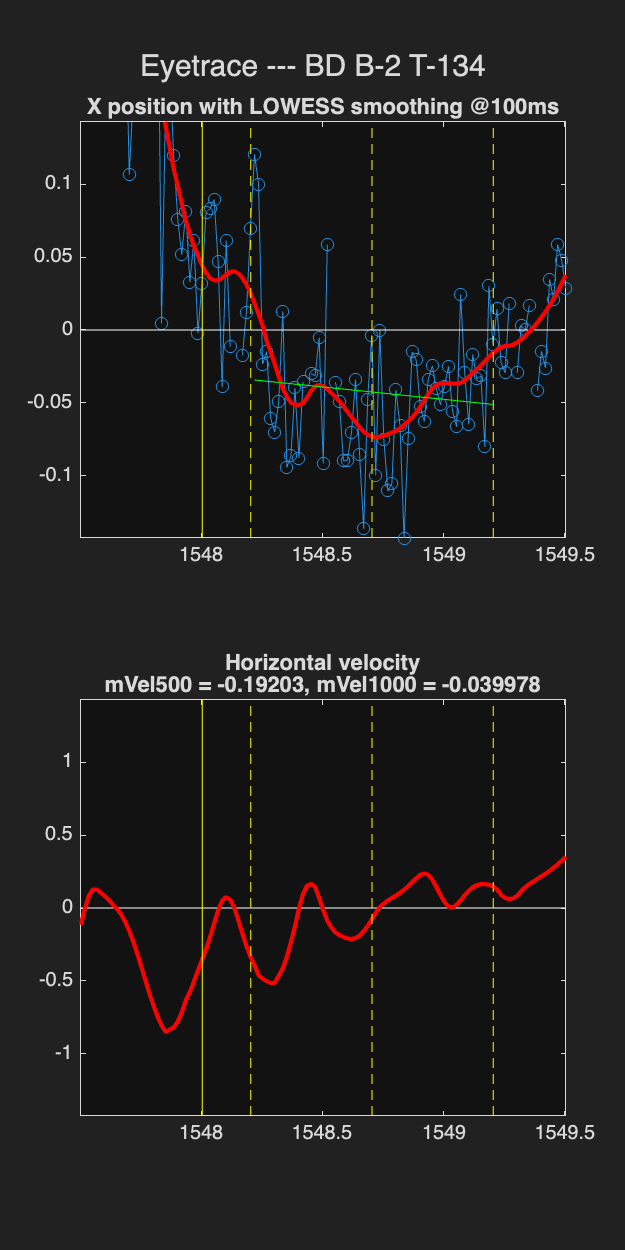 Eyetrace --- BD B-2 T-134
X position with LOWESS smoothing @100ms
0.1
0.05
0
-0.05
-0.1
1548 1548.5 1549 1549.5
Horizontal velocity
mVel500 = -0.19203, mVel1000 = -0.039978
1
0.5
0
-0.5
-1
1548 1548.5 1549 1549.5